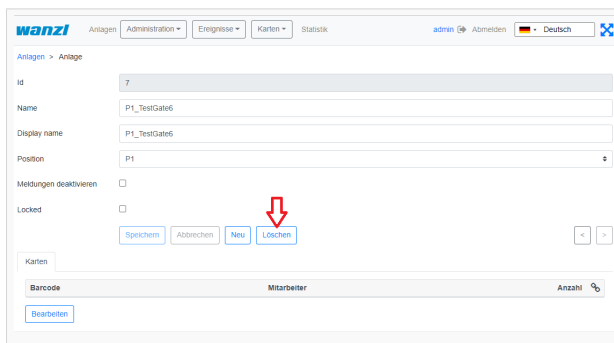 wanzl Anlagen Administration Ereignisse Karten Statistik admin Abmelden Deutsch
Anlagen > Anlage
Id 7
Name P1_TestGate6
Display name P1_TestGate6
Position P1
Meldungen deaktivieren
Locked
Speichern Abbrechen Neu Löschen < >
Karten
Barcode Mitarbeiter Anzahl
Bearbeiten